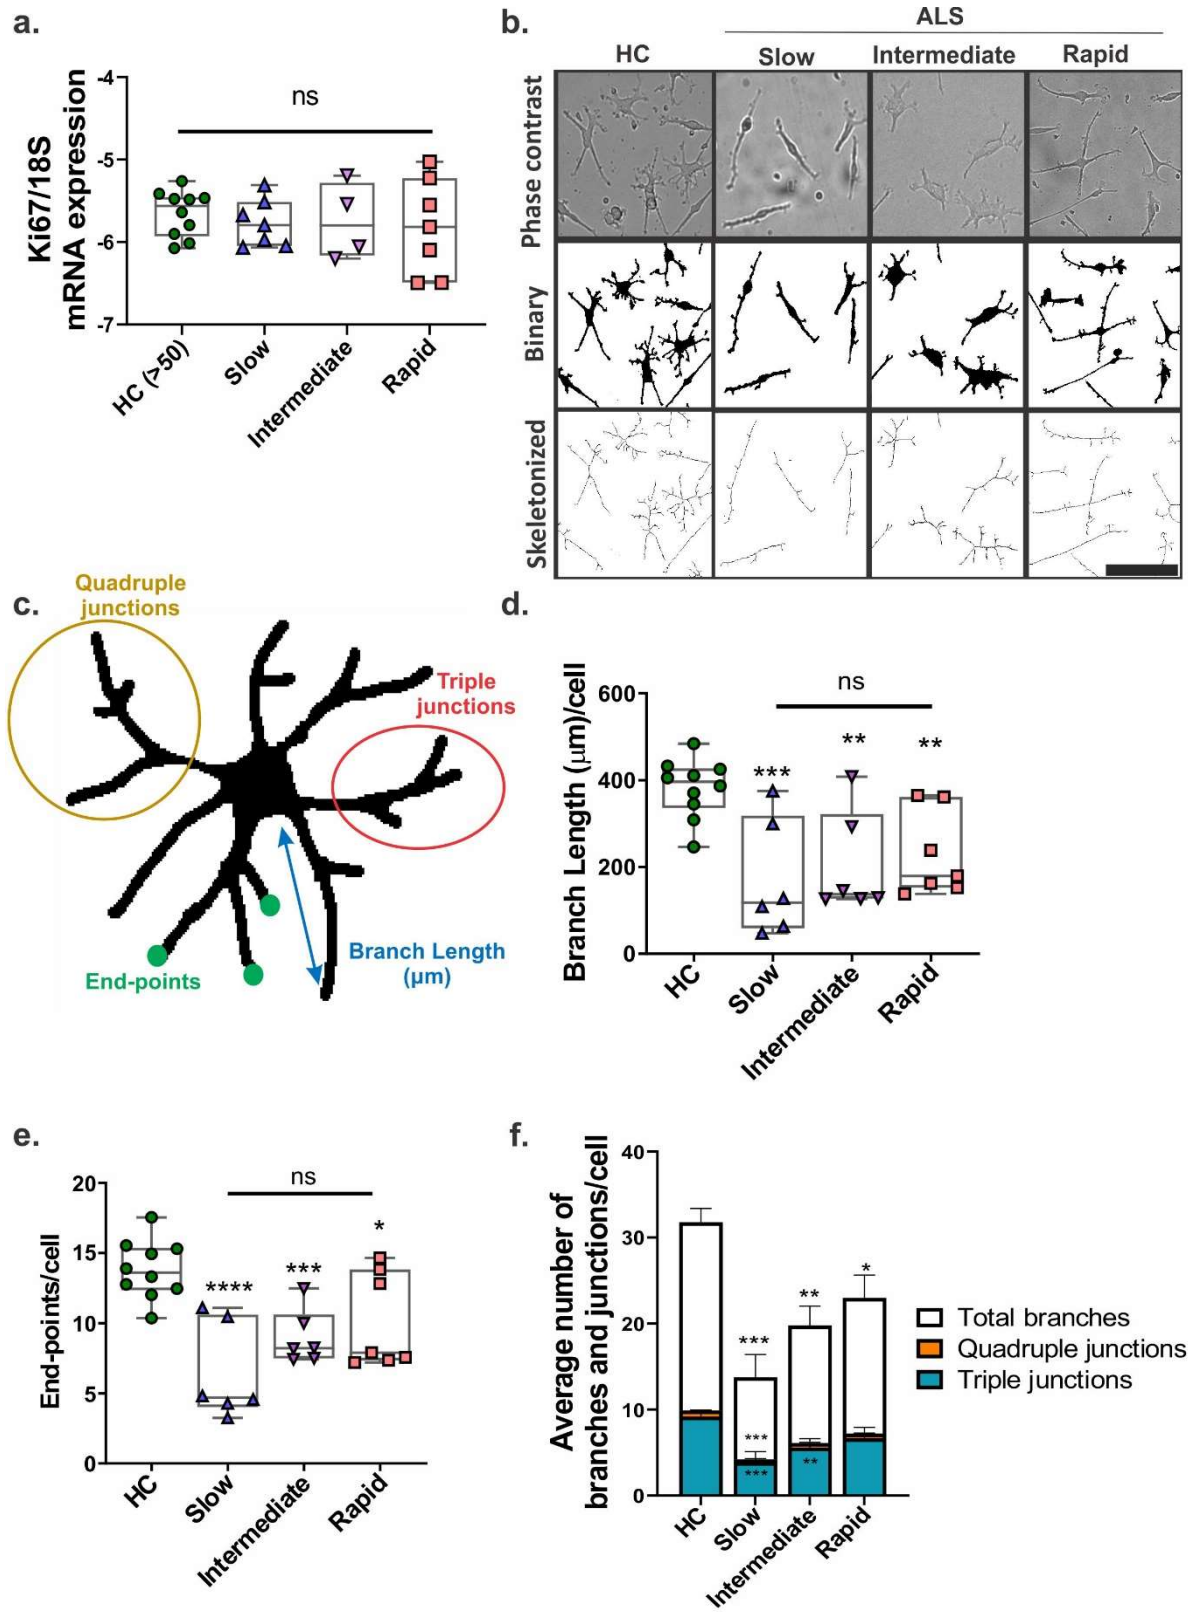 a.
Ki67/18S
mRNA expression
-4
-5
-6
-7
ns
HC (>50)
Slow
Intermediate
Rapid
b.
ALS
HC
Slow
Intermediate
Rapid
Phase contrast
Binary
Skeletonized
c.
Quadruple
junctions
Triple
junctions
Branch Length
(µm)
End-points
d.
Branch Length (µm)/cell
600
400
200
0
ns
***
**
**
HC
Slow
Intermediate
Rapid
e.
End-points/cell
20
15
10
5
0
ns
****
***
*
HC
Slow
Intermediate
Rapid
f.
Average number of
branches and junctions/cell
40
30
20
10
0
***
**
*
***
***
**
HC
Slow
Intermediate
Rapid
Total branches
Quadruple junctions
Triple junctions